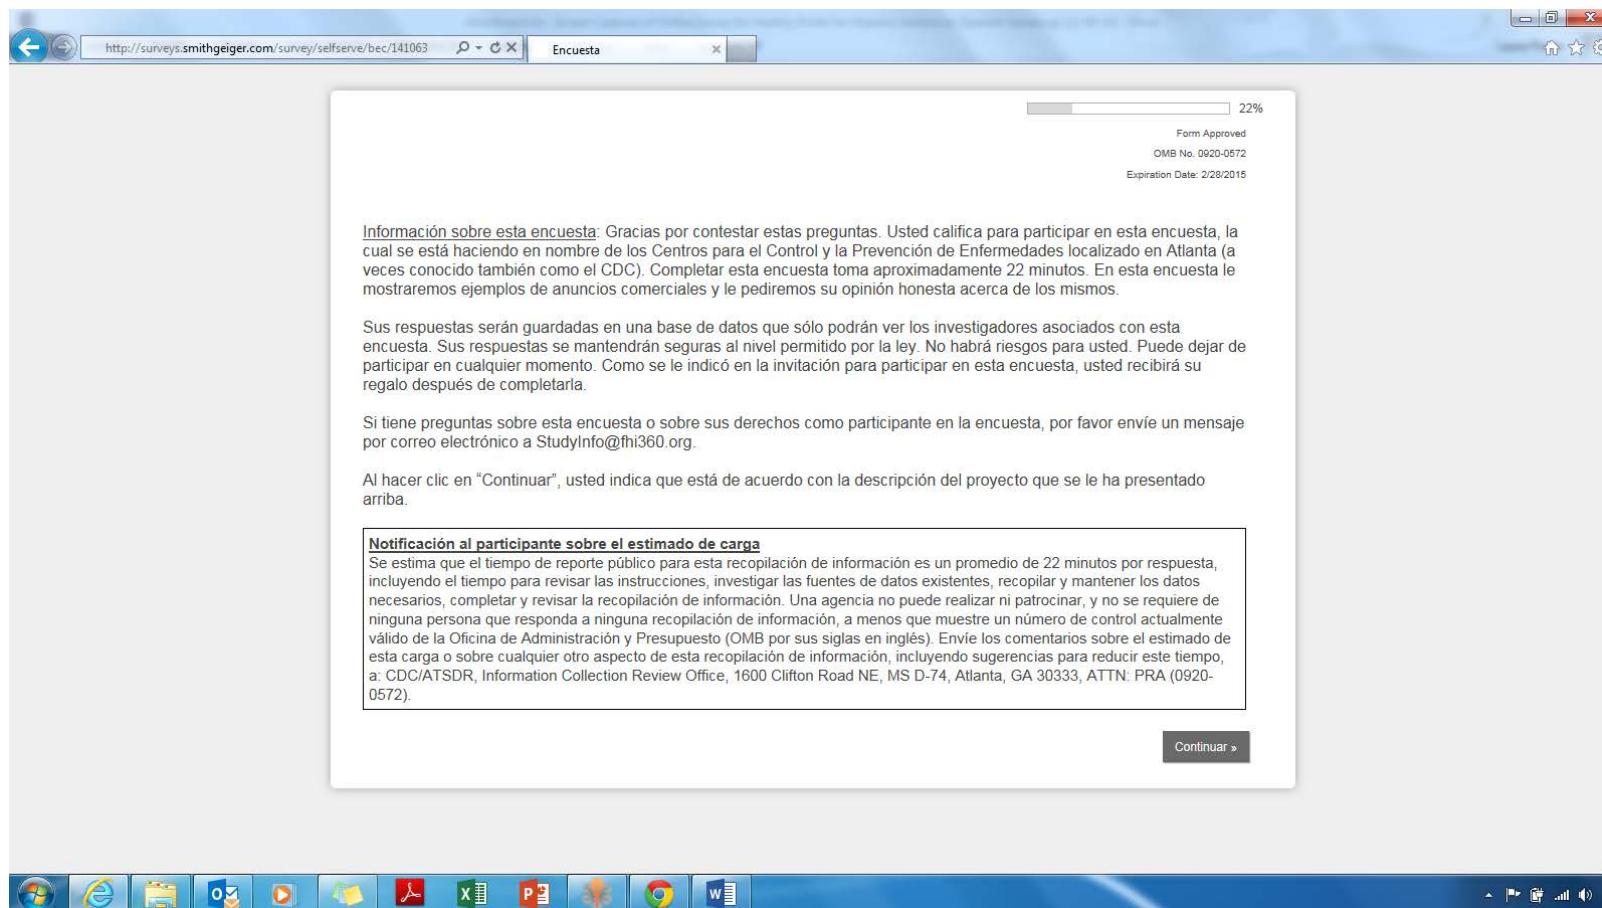 http://surveys.smithgeiger.com/survey/selfserve/bec/141063
Encuesta
22%
Form Approved
OMB No. 0920-0572
Expiration Date: 2/28/2015
Información sobre esta encuesta: Gracias por contestar estas preguntas. Usted califica para participar en esta encuesta, la
cual se está haciendo en nombre de los Centros para el Control y la Prevención de Enfermedades localizado en Atlanta (a
veces conocido también como el CDC). Completar esta encuesta toma aproximadamente 22 minutos. En esta encuesta le
mostraremos ejemplos de anuncios comerciales y le pediremos su opinión honesta acerca de los mismos.
Sus respuestas serán guardadas en una base de datos que sólo podrán ver los investigadores asociados con esta
encuesta. Sus respuestas se mantendrán seguras al nivel permitido por la ley. No habrá riesgos para usted. Puede dejar de
participar en cualquier momento. Como se le indicó en la invitación para participar en esta encuesta, usted recibirá su
regalo después de completarla.
Si tiene preguntas sobre esta encuesta o sobre sus derechos como participante en la encuesta, por favor envíe un mensaje
por correo electrónico a StudyInfo@fhi360.org.
Al hacer clic en “Continuar”, usted indica que está de acuerdo con la descripción del proyecto que se le ha presentado
arriba.
Notificación al participante sobre el estimado de carga
Se estima que el tiempo de reporte público para esta recopilación de información es un promedio de 22 minutos por respuesta,
incluyendo el tiempo para revisar las instrucciones, investigar las fuentes de datos existentes, recopilar y mantener los datos
necesarios, completar y revisar la recopilación de información. Una agencia no puede realizar ni patrocinar, y no se requiere de
ninguna persona que responda a ninguna recopilación de información, a menos que muestre un número de control actualmente
válido de la Oficina de Administración y Presupuesto (OMB por sus siglas en inglés). Envíe los comentarios sobre el estimado de
esta carga o sobre cualquier otro aspecto de esta recopilación de información, incluyendo sugerencias para reducir este tiempo,
a: CDC/ATSDR, Information Collection Review Office, 1600 Clifton Road NE, MS D-74, Atlanta, GA 30333, ATTN: PRA (0920-
0572).
Continuar »